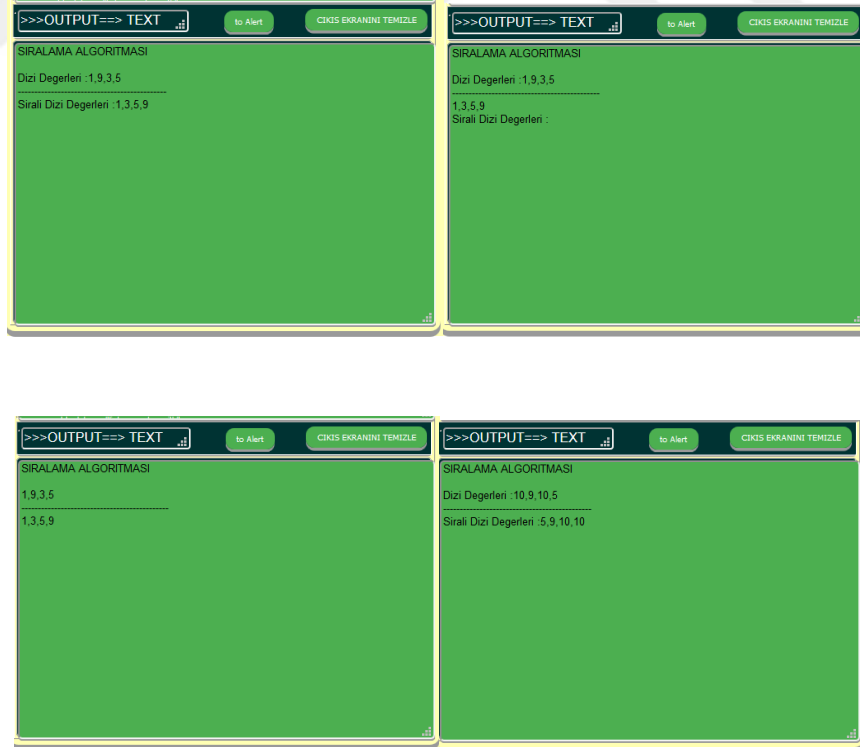 >>>OUTPUT==> TEXT
to Alert
CIKIS EKRANINI TEMIZLE
SIRALAMA ALGORITMASI
Dizi Degerleri :1,9,3,5
---------------------------------------------
Sirali Dizi Degerleri :1,3,5,9
>>>OUTPUT==> TEXT
to Alert
CIKIS EKRANINI TEMIZLE
SIRALAMA ALGORITMASI
Dizi Degerleri :1,9,3,5
---------------------------------------------
1,3,5,9
Sirali Dizi Degerleri :
>>>OUTPUT==> TEXT
to Alert
CIKIS EKRANINI TEMIZLE
SIRALAMA ALGORITMASI
1,9,3,5
---------------------------------------------
1,3,5,9
>>>OUTPUT==> TEXT
to Alert
CIKIS EKRANINI TEMIZLE
SIRALAMA ALGORITMASI
Dizi Degerleri :10,9,10,5
---------------------------------------------
Sirali Dizi Degerleri :5,9,10,10